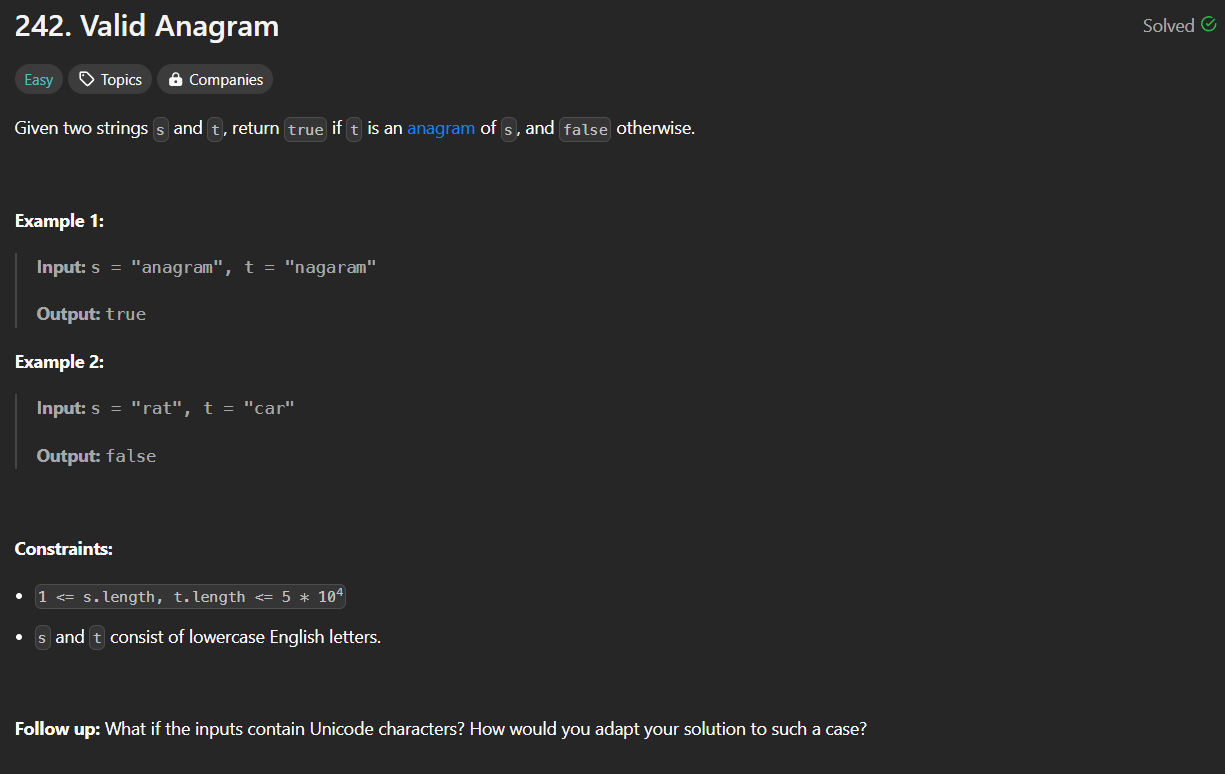 242. Valid Anagram
Solved
Easy
Topics
Companies
Given two strings s and t, return true if t is an anagram of s, and false otherwise.
Example 1:
Input: s = "anagram", t = "nagaram"
Output: true
Example 2:
Input: s = "rat", t = "car"
Output: false
Constraints:
• 1 <= s.length, t.length <= 5 * 10⁴
• s and t consist of lowercase English letters.
Follow up: What if the inputs contain Unicode characters? How would you adapt your solution to such a case?